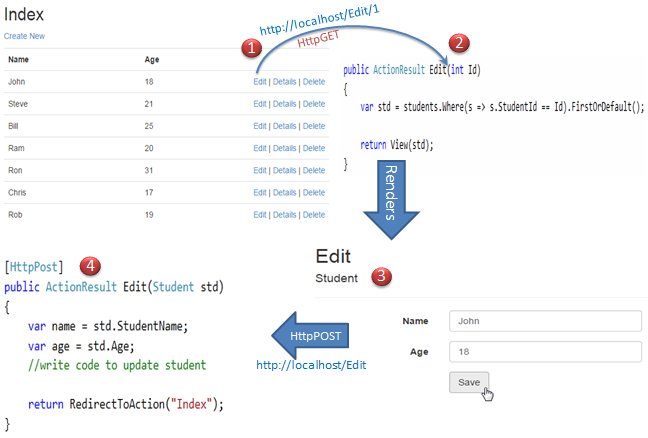 Index
Create New
Name Age
John 18 Edit | Details | Delete
Steve 21 Edit | Details | Delete
Bill 25 Edit | Details | Delete
Ram 20 Edit | Details | Delete
Ron 31 Edit | Details | Delete
Chris 17 Edit | Details | Delete
Rob 19 Edit | Details | Delete
1
http://localhost/Edit/1
HttpGET
2
public ActionResult Edit(int Id)
{
var std = students.Where(s => s.StudentId == Id).FirstOrDefault();
return View(std);
}
Renders
Edit
Student
3
Name John
Age 18
Save
HttpPOST
http://localhost/Edit
4
[HttpPost]
public ActionResult Edit(Student std)
{
var name = std.StudentName;
var age = std.Age;
//write code to update student
return RedirectToAction("Index");
}